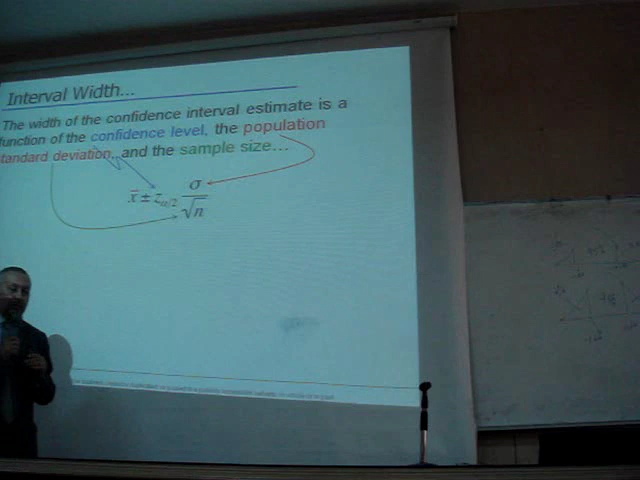 Interval Width...
The width of the confidence interval estimate is a
function of the confidence level, the population
standard deviation, and the sample size...
x̄ ± z_{α/2} σ/√n